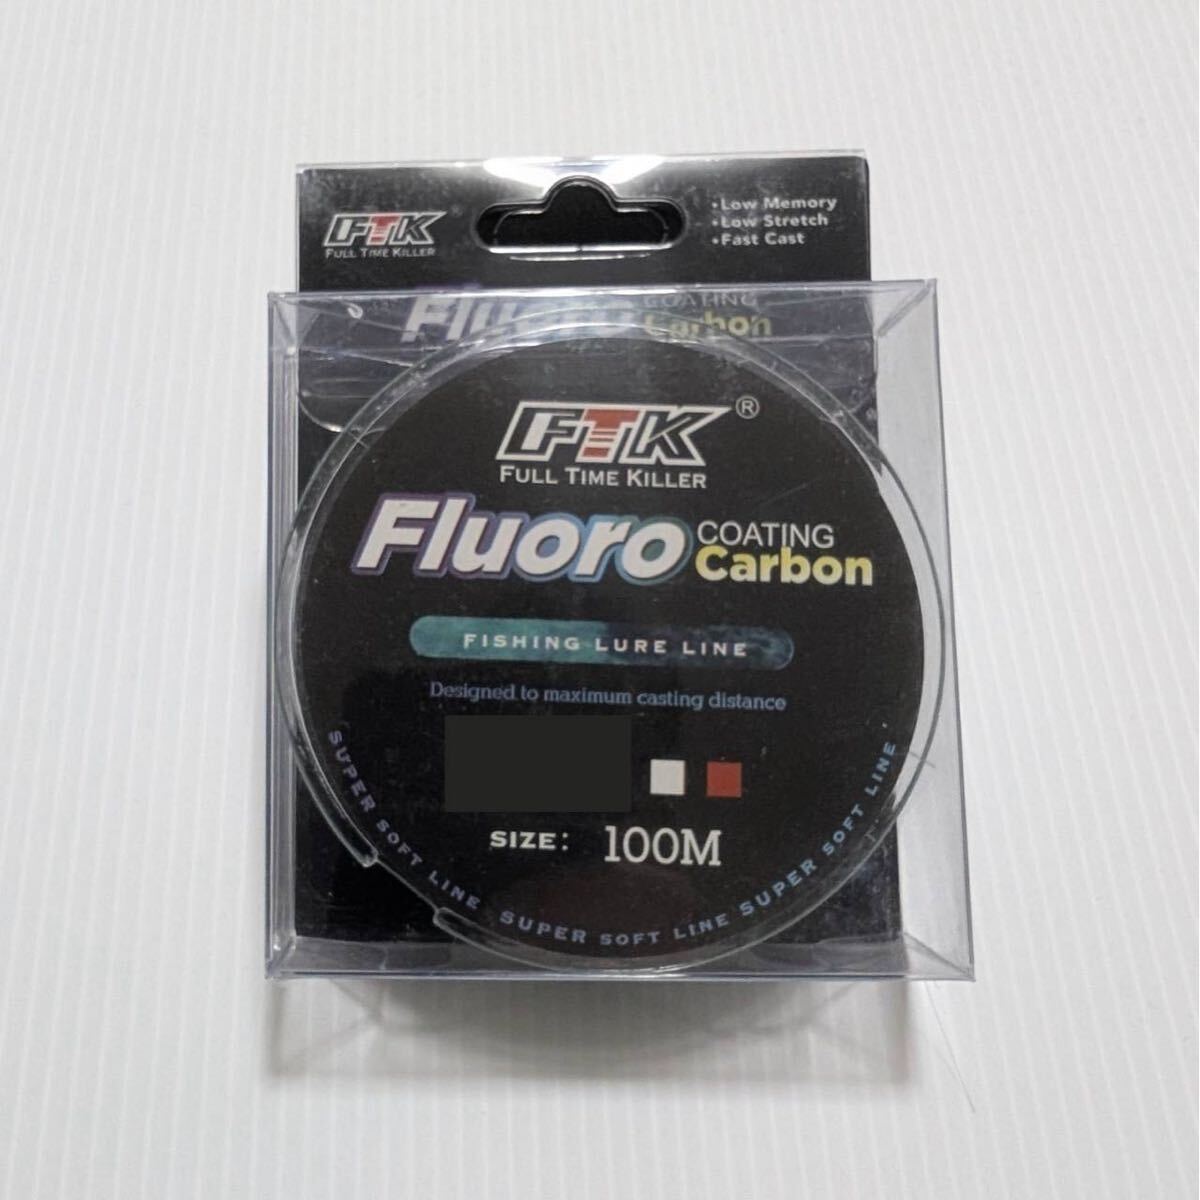 FTK
FULL TIME KILLER
•Low Memory
•Low Stretch
•Fast Cast
Fluoro COATING Carbon
FTK®
FULL TIME KILLER
Fluoro COATING Carbon
FISHING LURE LINE
Designed to maximum casting distance
SIZE: 100M
SUPER SOFT LINE SUPER SOFT LINE SUPER SOFT LINE